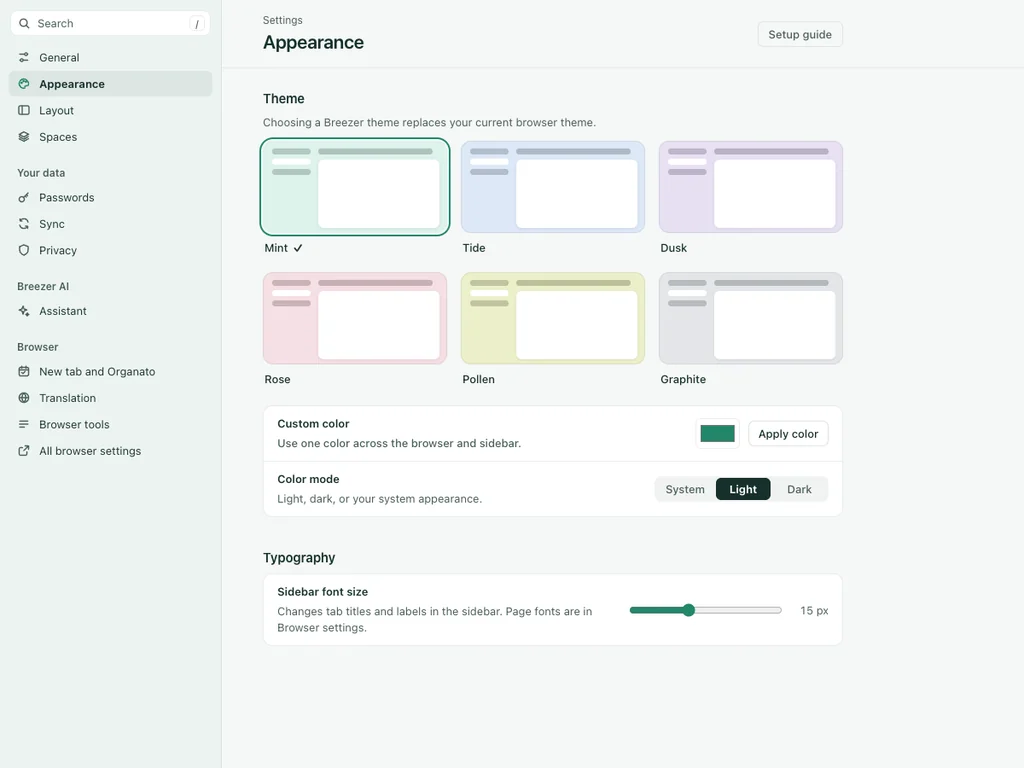 Search /
General
Appearance
Layout
Spaces
Your data
Passwords
Sync
Privacy
Breezer AI
Assistant
Browser
New tab and Organato
Translation
Browser tools
All browser settings
Settings
Appearance
Setup guide
Theme
Choosing a Breezer theme replaces your current browser theme.
Mint
Tide
Dusk
Rose
Pollen
Graphite
Custom color
Use one color across the browser and sidebar.
Apply color
Color mode
Light, dark, or your system appearance.
System Light Dark
Typography
Sidebar font size
Changes tab titles and labels in the sidebar. Page fonts are in
Browser settings.
15 px